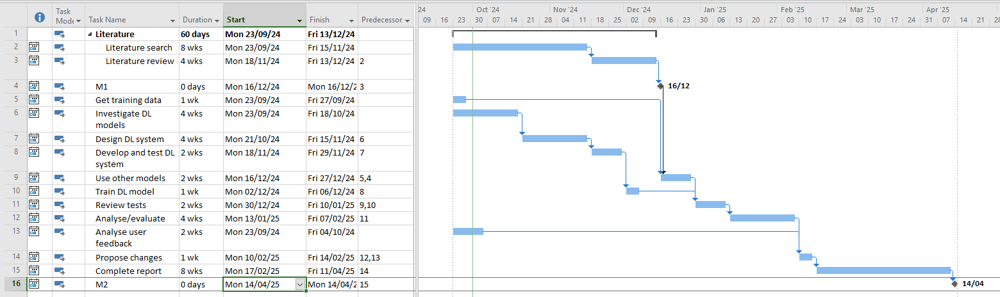 Task Mode Task Name Duration Start Finish Predecessor
24 Oct '24 Nov '24 Dec '24 Jan '25 Feb '25 Mar '25 Apr '25
09 16 23 30 07 14 21 28 04 11 18 25 02 09 16 23 30 06 13 20 27 03 10 17 24 03 10 17 24 31 07 14 21 28
1 Literature 60 days Mon 23/09/24 Fri 13/12/24
2 Literature search 8 wks Mon 23/09/24 Fri 15/11/24
3 Literature review 4 wks Mon 18/11/24 Fri 13/12/24 2
4 M1 0 days Mon 16/12/24 Mon 16/12/2 3 16/12
5 Get training data 1 wk Mon 23/09/24 Fri 27/09/24
6 Investigate DL models 4 wks Mon 23/09/24 Fri 18/10/24
7 Design DL system 4 wks Mon 21/10/24 Fri 15/11/24 6
8 Develop and test DL system 2 wks Mon 18/11/24 Fri 29/11/24 7
9 Use other models 2 wks Mon 16/12/24 Fri 27/12/24 5,4
10 Train DL model 1 wk Mon 02/12/24 Fri 06/12/24 8
11 Review tests 2 wks Mon 30/12/24 Fri 10/01/25 9,10
12 Analyse/evaluate 4 wks Mon 13/01/25 Fri 07/02/25 11
13 Analyse user feedback 2 wks Mon 23/09/24 Fri 04/10/24
14 Propose changes 1 wk Mon 10/02/25 Fri 14/02/25 12,13
15 Complete report 8 wks Mon 17/02/25 Fri 11/04/25 14
16 M2 0 days Mon 14/04/25 Mon 14/04/2 15 14/04